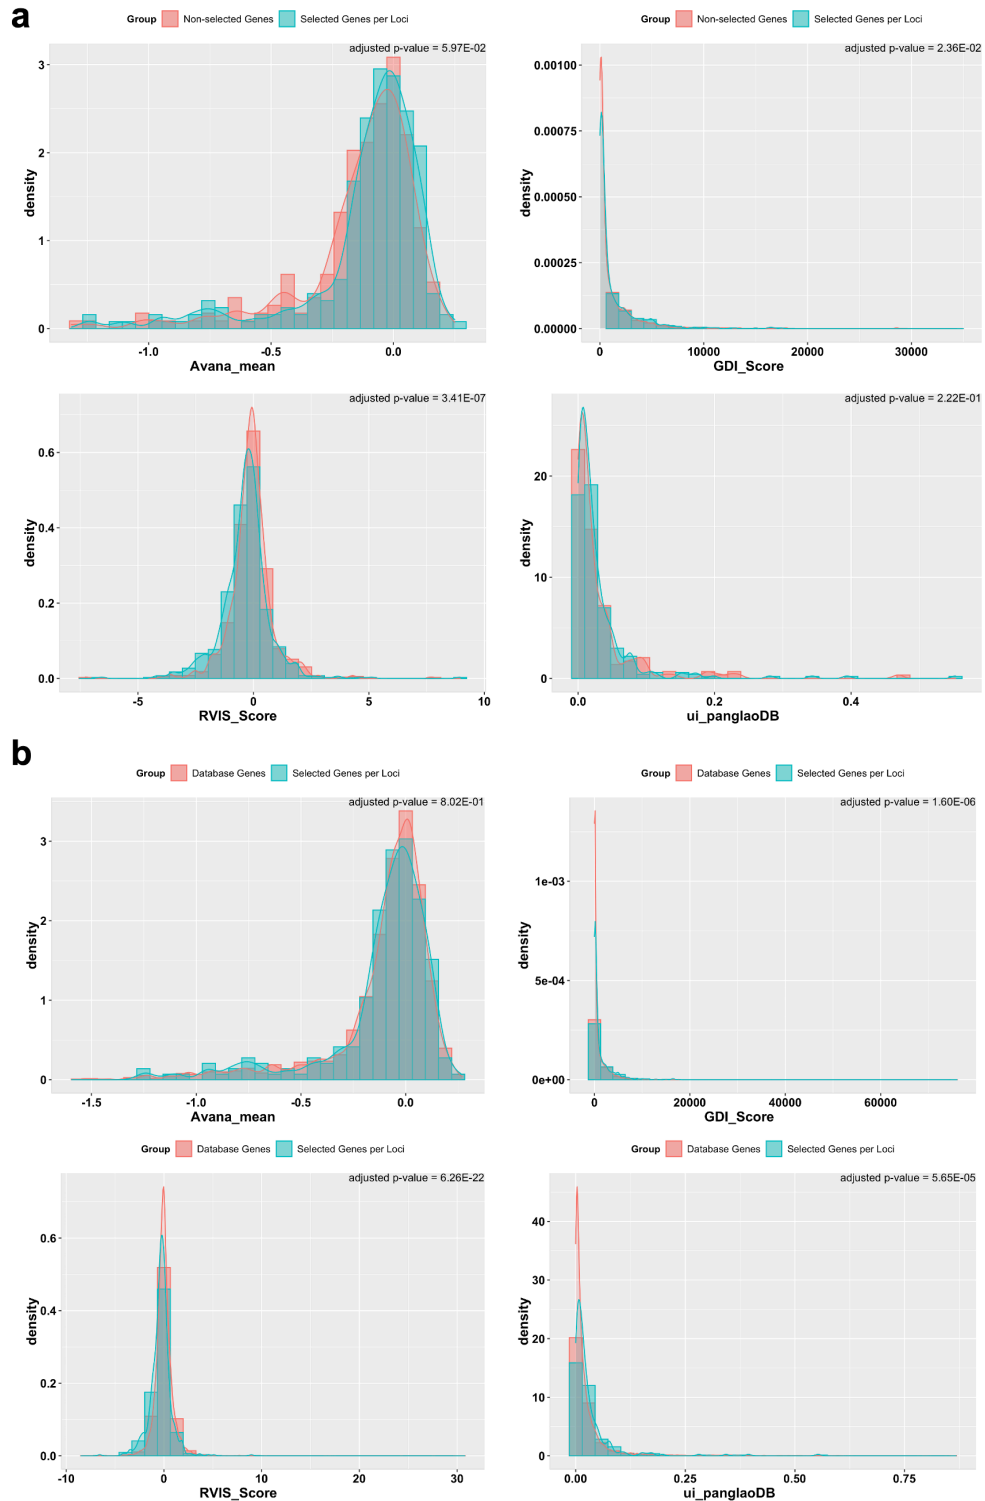 a
Group Non-selected Genes Selected Genes per Loci
Group Non-selected Genes Selected Genes per Loci
adjusted p-value = 5.97E-02
3
2
1
0
density
-1.0 -0.5 0.0
Avana_mean
adjusted p-value = 2.36E-02
0.00100
0.00075
0.00050
0.00025
0.00000
density
0 10000 20000 30000
GDI_Score
adjusted p-value = 3.41E-07
0.6
0.4
0.2
0.0
density
-5 0 5 10
RVIS_Score
adjusted p-value = 2.22E-01
20
10
0
density
0.0 0.2 0.4
ui_panglaoDB
b
Group Database Genes Selected Genes per Loci
Group Database Genes Selected Genes per Loci
adjusted p-value = 8.02E-01
3
2
1
0
density
-1.5 -1.0 -0.5 0.0
Avana_mean
adjusted p-value = 1.60E-06
1e-03
5e-04
0e+00
density
0 20000 40000 60000
GDI_Score
Group Database Genes Selected Genes per Loci
Group Database Genes Selected Genes per Loci
adjusted p-value = 6.26E-22
0.6
0.4
0.2
0.0
density
-10 0 10 20 30
RVIS_Score
adjusted p-value = 5.65E-05
40
30
20
10
0
density
0.00 0.25 0.50 0.75
ui_panglaoDB